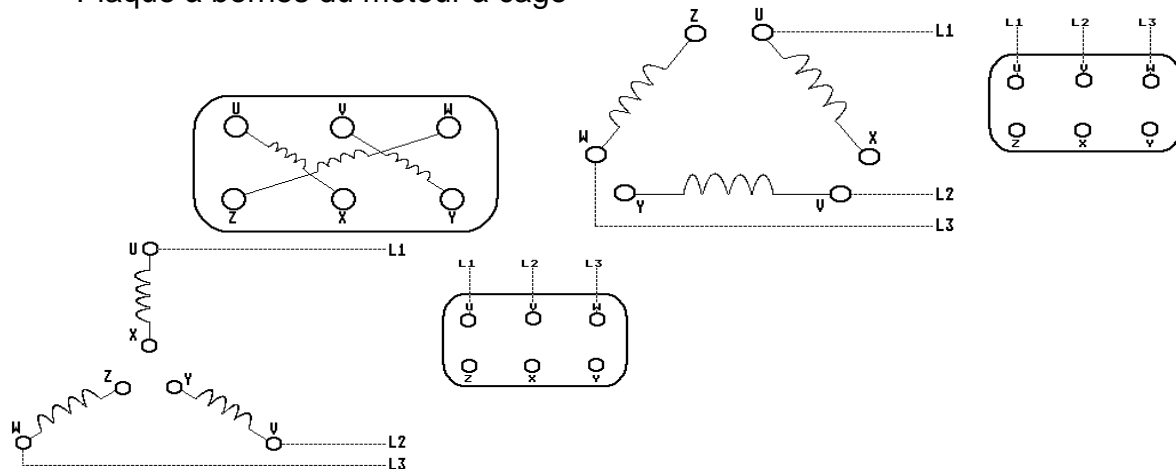 Plaque à bornes du moteur à cage
Z U
L1
W
X
Y V
L2
L3
L1 L2 L3
U V W
Z X Y
U V W
Z X Y
U
L1
X
Z Y
W V
L2
L3
L1 L2 L3
U V W
Z X Y